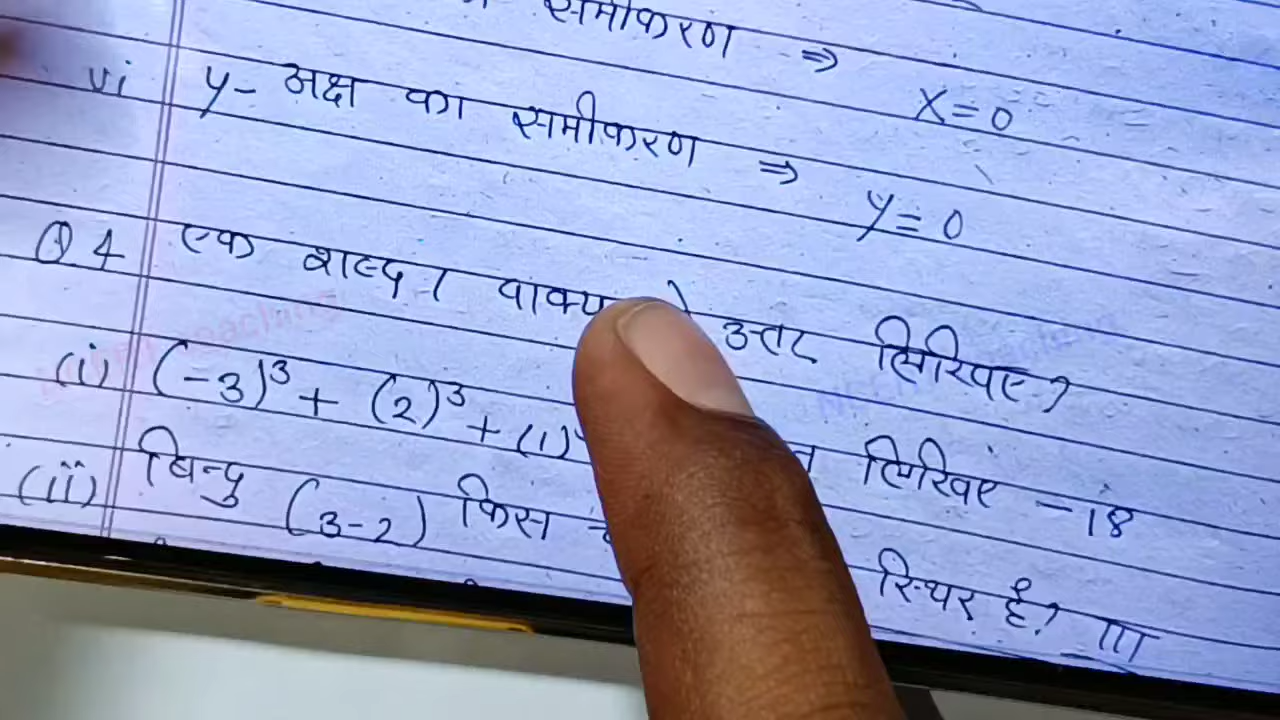 समीकरण ⇒ x=0
vi y- अक्ष का समीकरण ⇒ y=0
Q4 एक शब्द / वाक्य उत्तर लिखिए?
(i) (-3)³ + (2)³ + (1) लिखिए -18
(ii) बिन्दु (3-2) किस स्थिर है? III